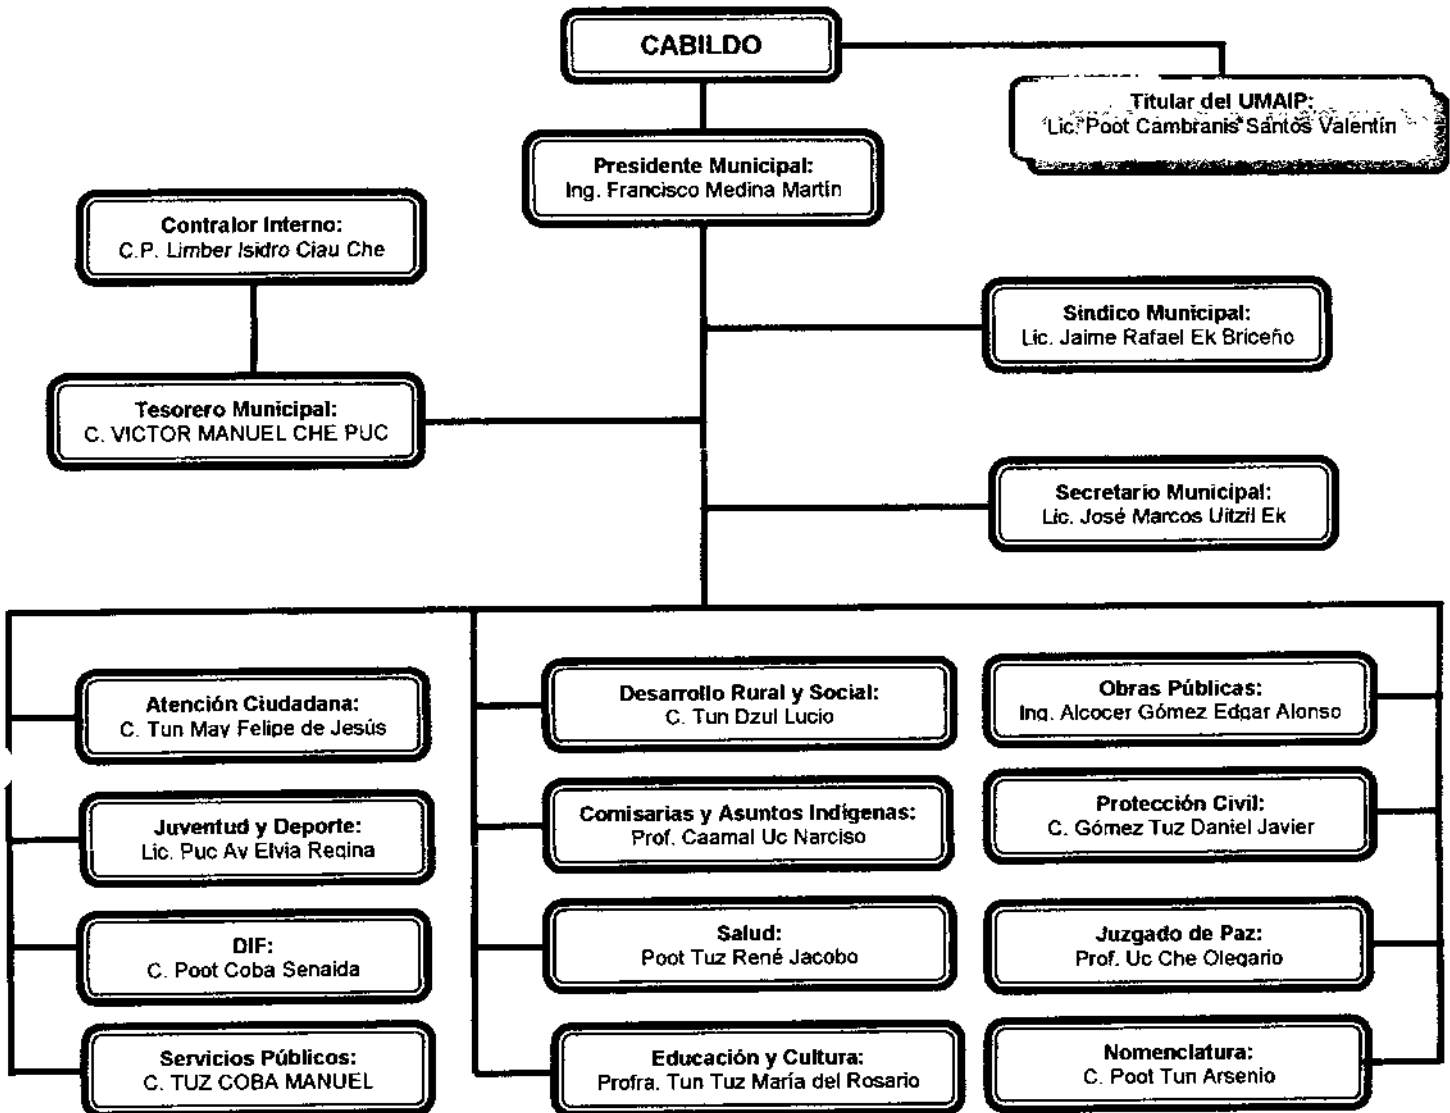 CABILDO
Titular del UMAIP:
Lic. Poot Cambranis Santos Valentín
Presidente Municipal:
Ing. Francisco Medina Martín
Contralor Interno:
C.P. Limber Isidro Ciau Che
Sindico Municipal:
Lic. Jaime Rafael Ek Briceño
Tesorero Municipal:
C. VICTOR MANUEL CHE PUC
Secretario Municipal:
Lic. José Marcos Uitzil Ek
Atención Ciudadana:
C. Tun May Felipe de Jesús
Desarrollo Rural y Social:
C. Tun Dzul Lucio
Obras Públicas:
Ing. Alcocer Gómez Edgar Alonso
Juventud y Deporte:
Lic. Puc Ay Elvia Regina
Comisarias y Asuntos Indígenas:
Prof. Caamal Uc Narciso
Protección Civil:
C. Gómez Tuz Daniel Javier
DIF:
C. Poot Coba Senaida
Salud:
Poot Tuz René Jacobo
Juzgado de Paz:
Prof. Uc Che Olegario
Servicios Públicos:
C. TUZ COBA MANUEL
Educación y Cultura:
Profra. Tun Tuz María del Rosario
Nomenclatura:
C. Poot Tun Arsenio